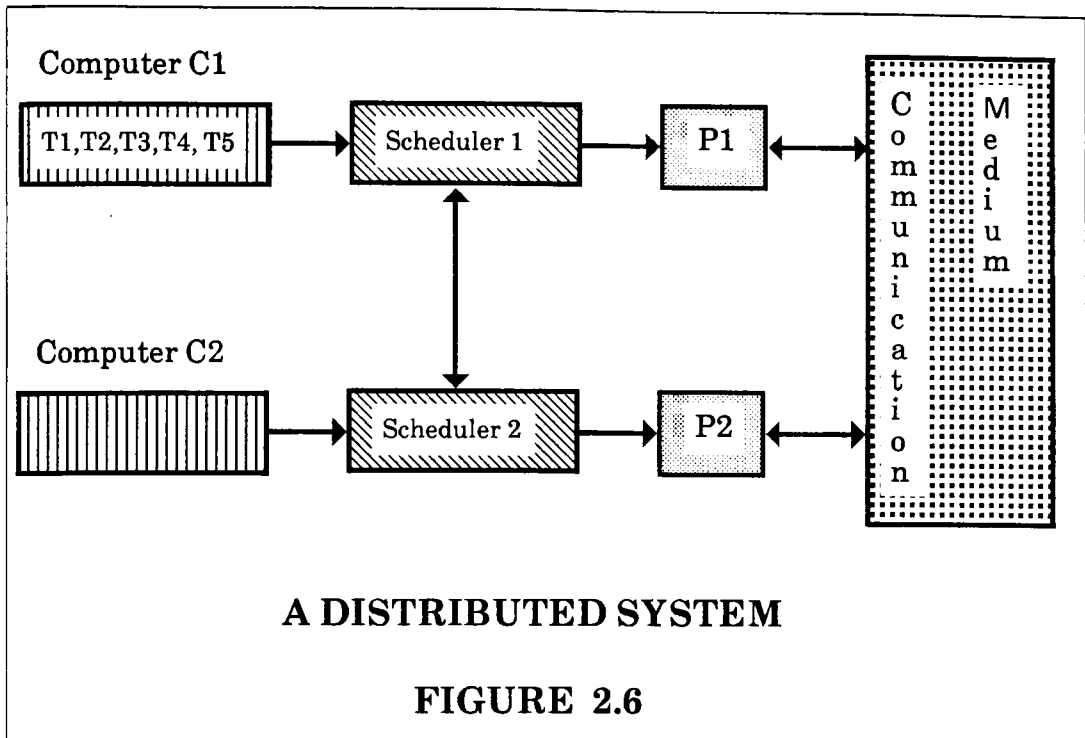 Computer C1
T1,T2,T3,T4, T5
Scheduler 1
P1
Communication
Medium
Computer C2
Scheduler 2
P2
A DISTRIBUTED SYSTEM
FIGURE 2.6